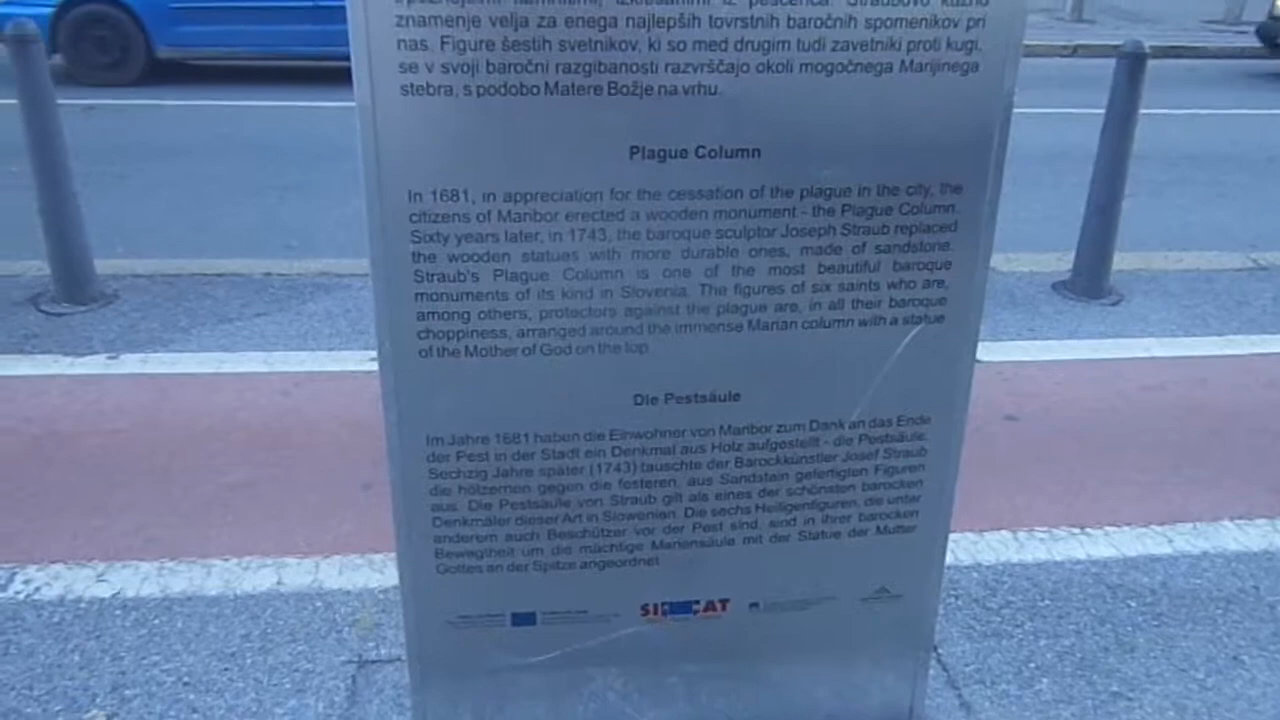 znamenje velja za enega najlepših tovrstnih baročnih spomenikov pri
nas. Figure šestih svetnikov, ki so med drugim tudi zavetniki proti kugi,
se v svoji baročni razgibanosti razvrščajo okoli mogočnega Marijinega
stebra, s podobo Matere Božje na vrhu.
Plague Column
In 1681, in appreciation for the cessation of the plague in the city, the
citizens of Maribor erected a wooden monument - the Plague Column.
Sixty years later, in 1743, the baroque sculptor Joseph Straub replaced
the wooden statues with more durable ones, made of sandstone.
Straub's Plague Column is one of the most beautiful baroque
monuments of its kind in Slovenia. The figures of six saints who are,
among others, protectors against the plague are, in all their baroque
choppiness, arranged around the immense Marian column with a statue
of the Mother of God on the top.
Die Pestsäule
Im Jahre 1681 haben die Einwohner von Maribor zum Dank an das Ende
der Pest in der Stadt ein Denkmal aus Holz aufgestellt - die Pestsäule.
Sechzig Jahre später (1743) tauschte der Barockkünstler Josef Straub
die hölzernen gegen die festeren, aus Sandstein gefertigten Figuren
aus. Die Pestsäule von Straub gilt als eines der schönsten barocken
Denkmäler dieser Art in Slowenien. Die sechs Heiligenfiguren, die unter
anderem auch Beschützer vor der Pest sind, sind in ihrer barocken
Bewegtheit um die mächtige Mariensäule mit der Statue der Mutter
Gottes an der Spitze angeordnet.